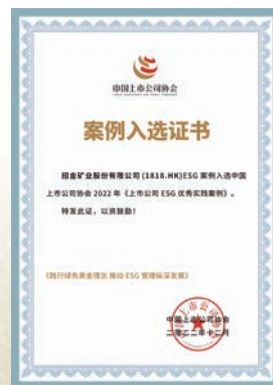 中国上市公司协会
案例入选证书
招金矿业股份有限公司 (1818.HK)ESG 案例入选中国
上市公司协会 2022 年《上市公司 ESG 优秀实践案例》。
特发此证，以资鼓励！
《践行绿色黄金理念 推动 ESG 管理纵深发展》
中国上市公司协会
二零二二年十二月